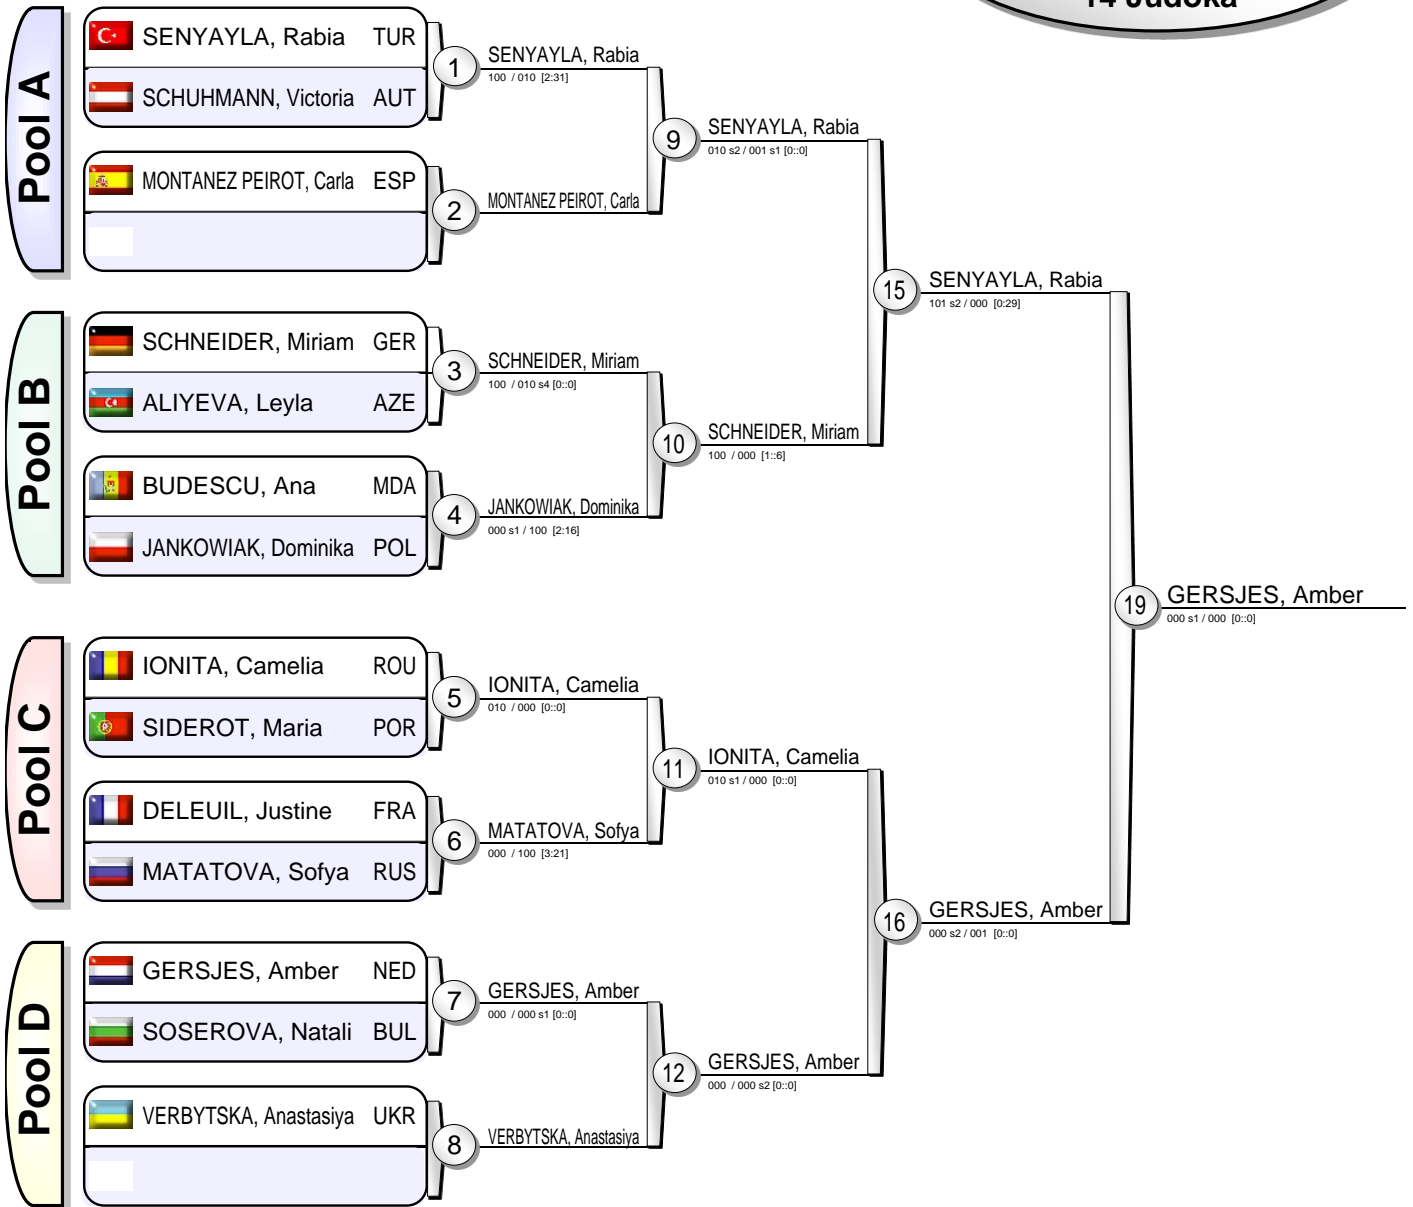 14 Judoka
Pool A
SENYAYLA, Rabia TUR
SCHUHMANN, Victoria AUT
MONTANEZ PEIROT, Carla ESP
1
SENYAYLA, Rabia
100 / 010 [2:31]
2
MONTANEZ PEIROT, Carla
9
SENYAYLA, Rabia
010 s2 / 001 s1 [0::0]
Pool B
SCHNEIDER, Miriam GER
ALIYEVA, Leyla AZE
BUDESCU, Ana MDA
JANKOWIAK, Dominika POL
3
SCHNEIDER, Miriam
100 / 010 s4 [0::0]
4
JANKOWIAK, Dominika
000 s1 / 100 [2:16]
10
SCHNEIDER, Miriam
100 / 000 [1::6]
15
SENYAYLA, Rabia
101 s2 / 000 [0:29]
Pool C
IONITA, Camelia ROU
SIDEROT, Maria POR
DELEUIL, Justine FRA
MATATOVA, Sofya RUS
5
IONITA, Camelia
010 / 000 [0::0]
6
MATATOVA, Sofya
000 / 100 [3:21]
11
IONITA, Camelia
010 s1 / 000 [0::0]
Pool D
GERSJES, Amber NED
SOSEROVA, Natali BUL
VERBYTSKA, Anastasiya UKR
7
GERSJES, Amber
000 / 000 s1 [0::0]
8
VERBYTSKA, Anastasiya
12
GERSJES, Amber
000 / 000 s2 [0::0]
16
GERSJES, Amber
000 s2 / 001 [0::0]
19
GERSJES, Amber
000 s1 / 000 [0::0]